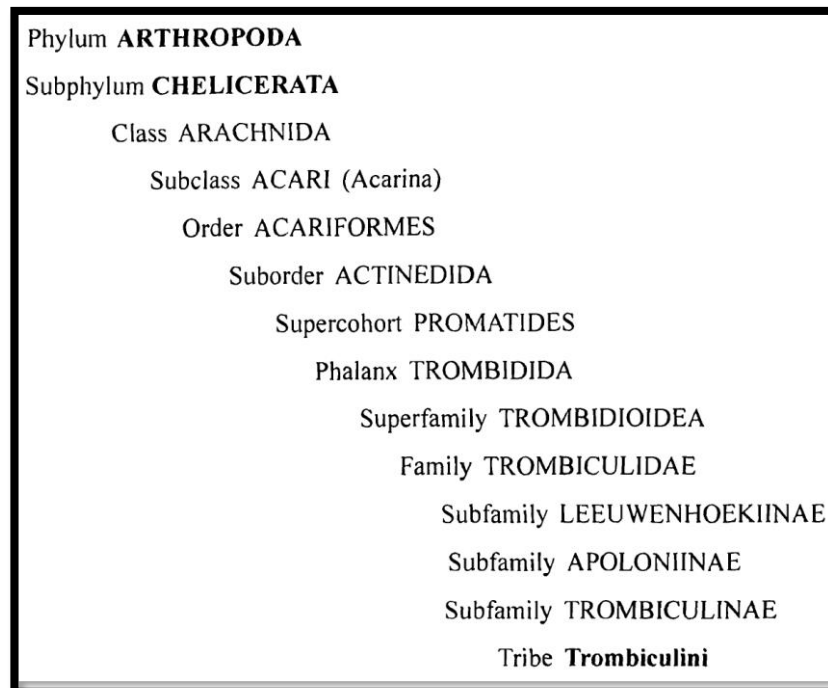 Phylum ARTHROPODA
Subphylum CHELICERATA
Class ARACHNIDA
Subclass ACARI (Acarina)
Order ACARIFORMES
Suborder ACTINEDIDA
Supercohort PROMATIDES
Phalanx TROMBIDIDA
Superfamily TROMBIDIOIDEA
Family TROMBICULIDAE
Subfamily LEEUWENHOEKIINAE
Subfamily APOLONIINAE
Subfamily TROMBICULINAE
Tribe Trombiculini